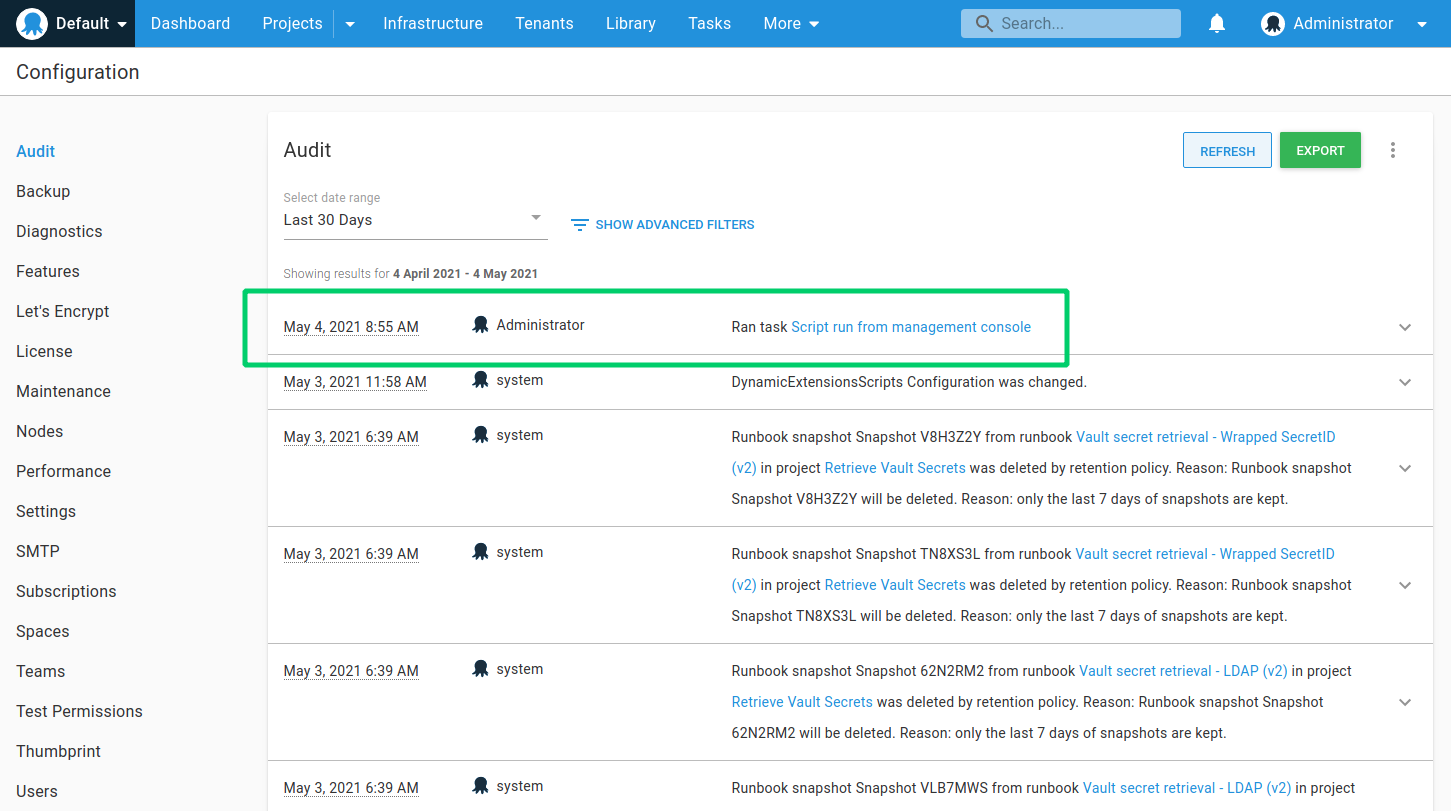 Default Dashboard Projects Infrastructure Tenants Library Tasks More Search... Administrator
Configuration
Audit
Backup
Diagnostics
Features
Let's Encrypt
License
Maintenance
Nodes
Performance
Settings
SMTP
Subscriptions
Spaces
Teams
Test Permissions
Thumbprint
Users
Audit
REFRESH EXPORT
Select date range
Last 30 Days
SHOW ADVANCED FILTERS
Showing results for 4 April 2021 - 4 May 2021
May 4, 2021 8:55 AM Administrator Ran task Script run from management console
May 3, 2021 11:58 AM system DynamicExtensionsScripts Configuration was changed.
May 3, 2021 6:39 AM system Runbook snapshot Snapshot V8H3Z2Y from runbook Vault secret retrieval - Wrapped SecretID
(v2) in project Retrieve Vault Secrets was deleted by retention policy. Reason: Runbook snapshot
Snapshot V8H3Z2Y will be deleted. Reason: only the last 7 days of snapshots are kept.
May 3, 2021 6:39 AM system Runbook snapshot Snapshot TN8XS3L from runbook Vault secret retrieval - Wrapped SecretID
(v2) in project Retrieve Vault Secrets was deleted by retention policy. Reason: Runbook snapshot
Snapshot TN8XS3L will be deleted. Reason: only the last 7 days of snapshots are kept.
May 3, 2021 6:39 AM system Runbook snapshot Snapshot 62N2RM2 from runbook Vault secret retrieval - LDAP (v2) in project
Retrieve Vault Secrets was deleted by retention policy. Reason: Runbook snapshot Snapshot
62N2RM2 will be deleted. Reason: only the last 7 days of snapshots are kept.
May 3, 2021 6:39 AM system Runbook snapshot Snapshot VLB7MWS from runbook Vault secret retrieval - LDAP (v2) in project